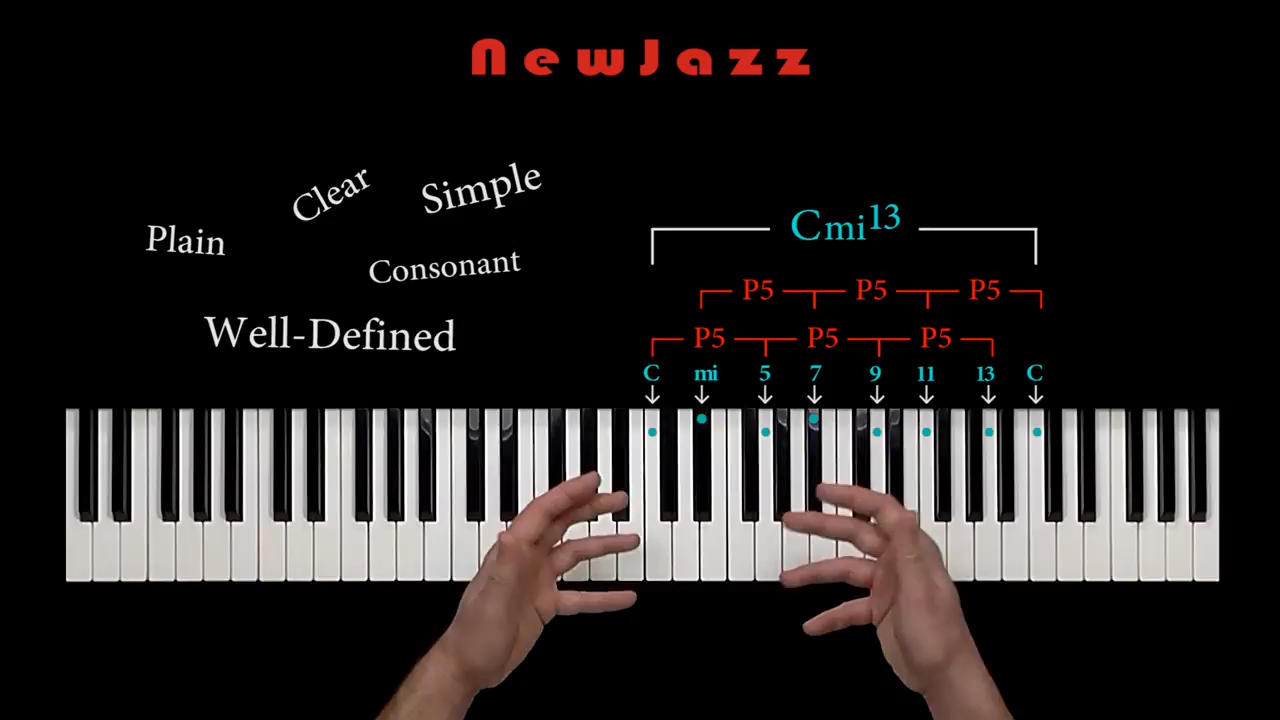 NewJazz
Clear
Simple
Plain
Consonant
Well-Defined
Cmi13
P5 P5 P5
P5 P5 P5
C mi 5 7 9 11 13 C